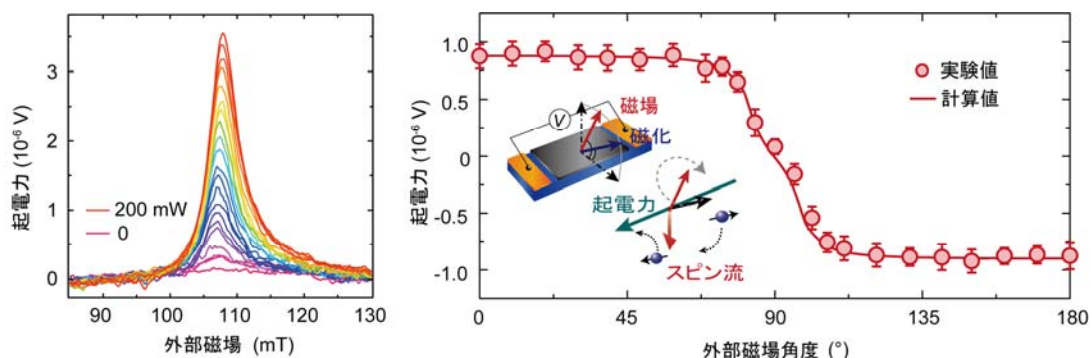 起電力 (10⁻⁶ V)
3
2
1
0
200 mW
0
90
100
110
120
130
外部磁場 (mT)
起電力 (10⁻⁶ V)
1.0
0.5
0
-0.5
-1.0
実験値
計算値
磁場
V
磁化
起電力
スピン流
0
45
90
135
180
外部磁場角度 (°)